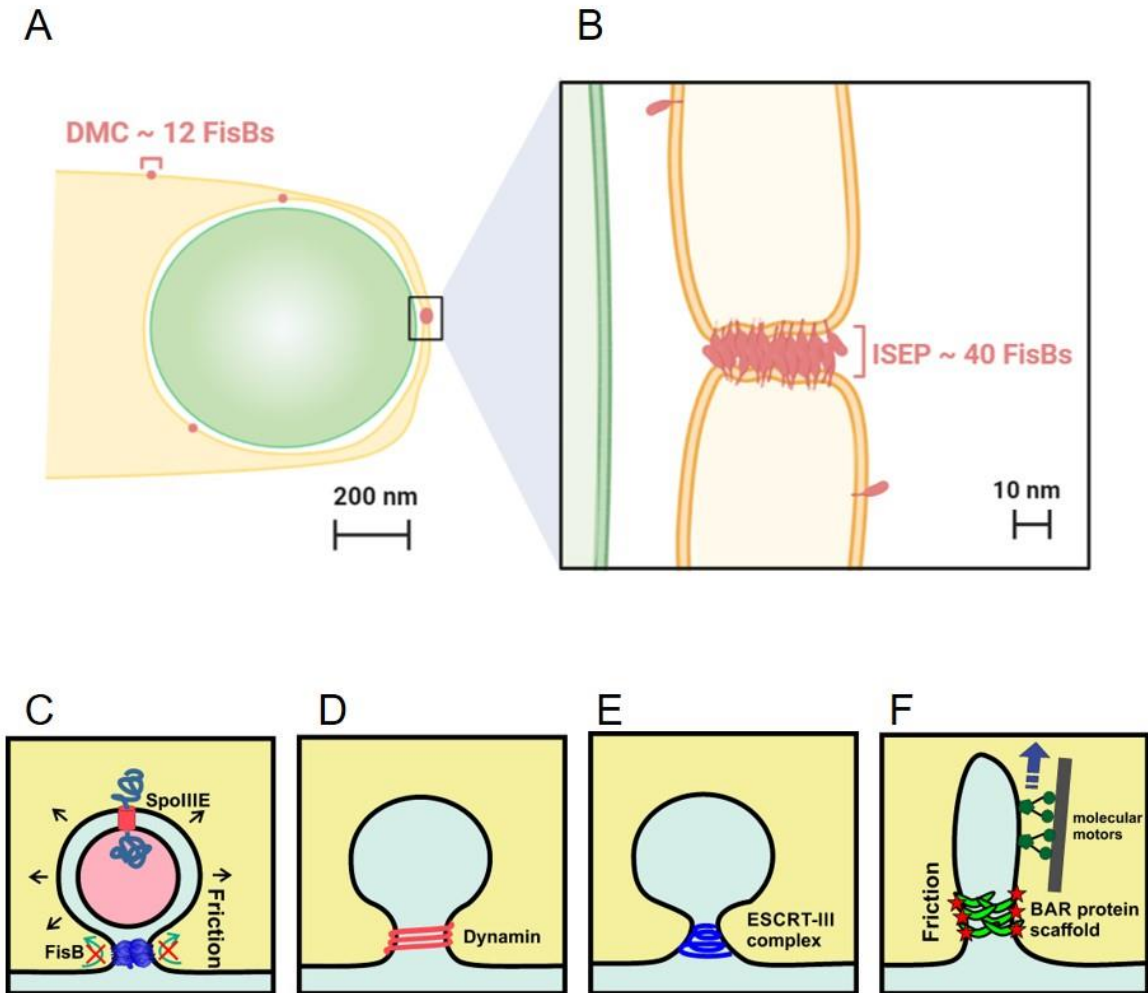 A
B
DMC ~ 12 FisBs
ISEP ~ 40 FisBs
200 nm
10 nm
C
D
E
F
SpoIIIE
FisB
Friction
Dynamin
ESCRT-III
complex
molecular
motors
Friction
BAR protein
scaffold